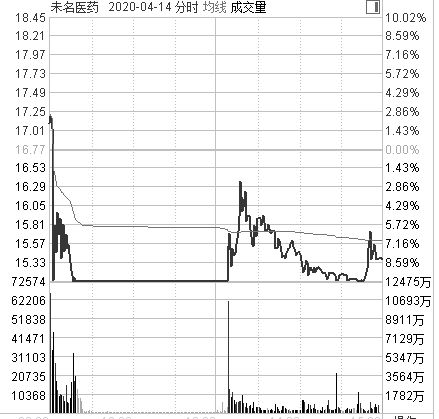 未名医药 2020-04-14 分时 均线 成交量
18.45 10.02%
18.21 8.59%
17.97 7.16%
17.73 5.72%
17.49 4.29%
17.25 2.86%
17.01 1.43%
16.77 0.00%
16.53 1.43%
16.29 2.86%
16.05 4.29%
15.81 5.72%
15.57 7.16%
15.33 8.59%
72574 12475万
62206 10693万
51838 8911万
41471 7129万
31103 5347万
20735 3564万
10368 1782万